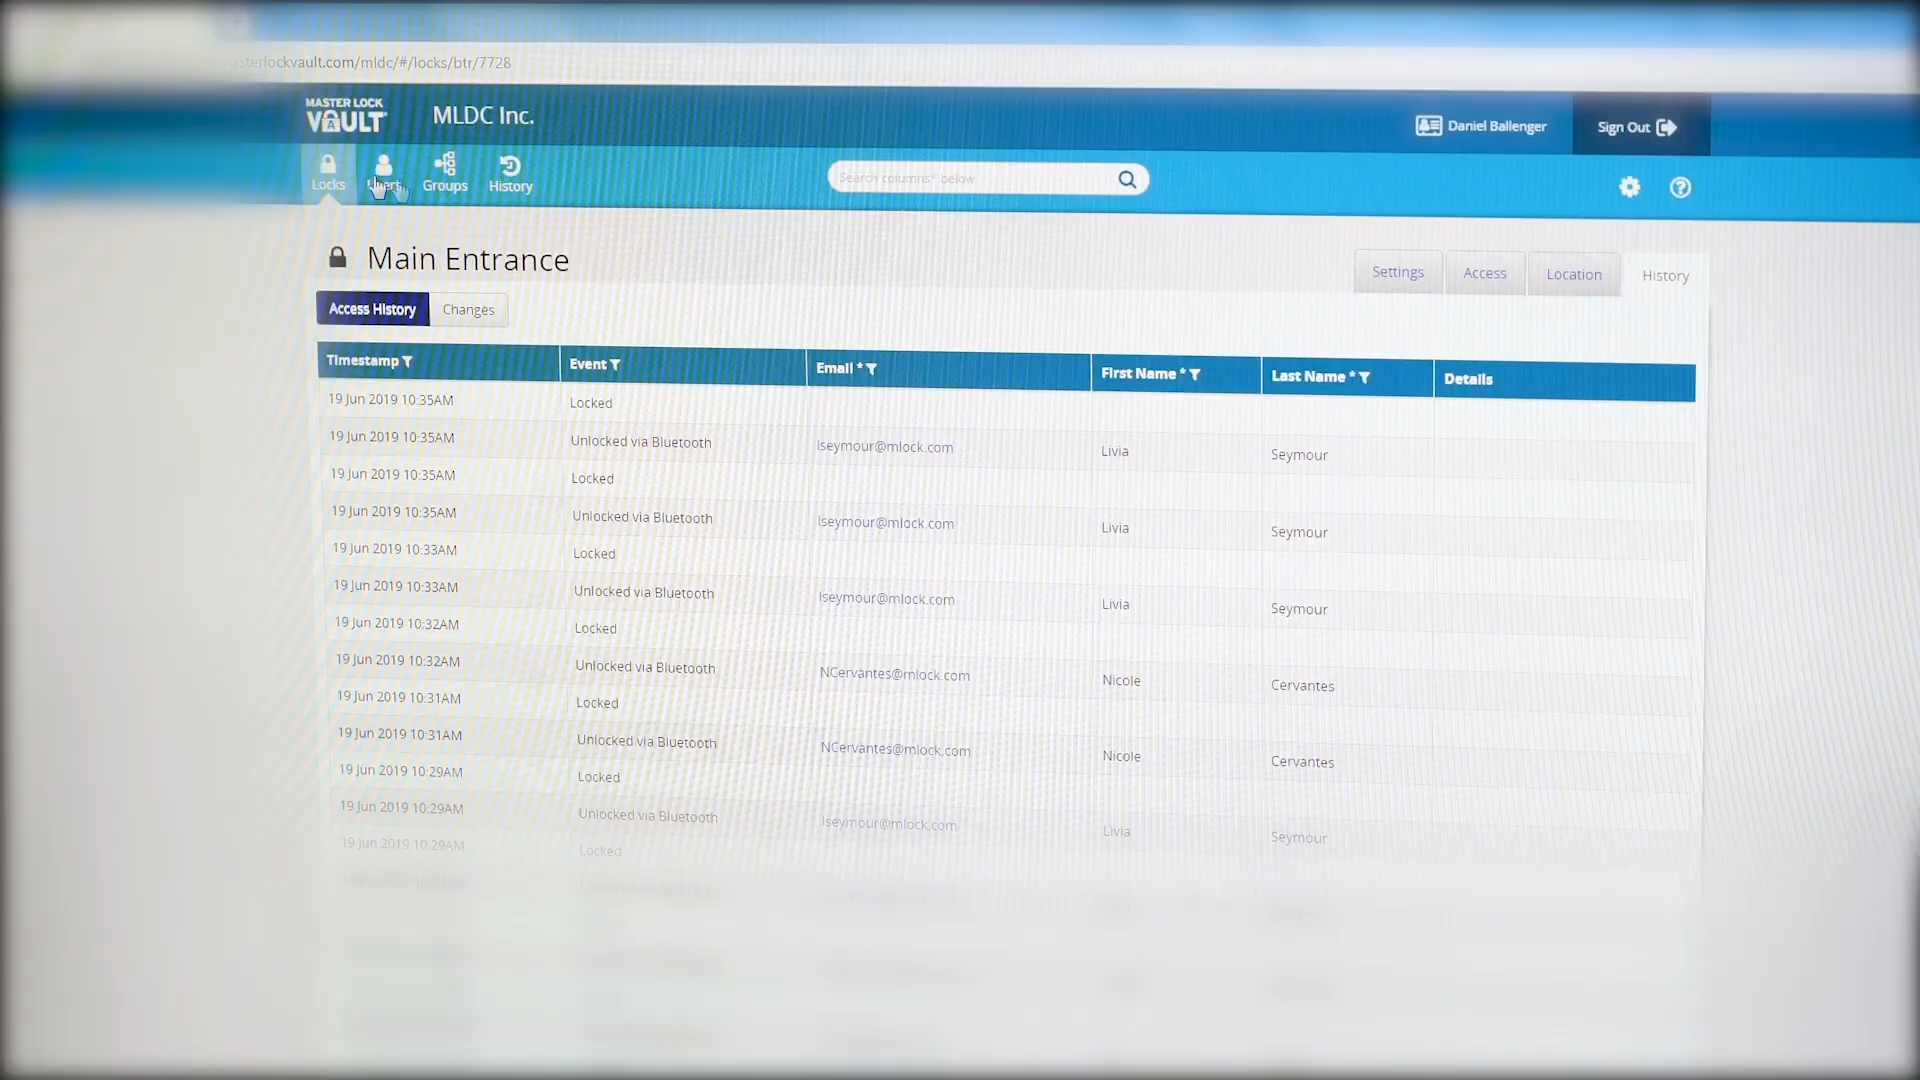 masterlockvault.com/mldc/#/locks/btr/7728
MASTER LOCK
VAULT
MLDC Inc.
Daniel Ballenger
Sign Out
Locks
Groups
History
Search columns* below
Main Entrance
Settings
Access
Location
History
Access History
Changes
Timestamp Event Email * First Name * Last Name * Details
19 Jun 2019 10:35AM Locked
19 Jun 2019 10:35AM Unlocked via Bluetooth lseymour@mlock.com Livia Seymour
19 Jun 2019 10:35AM Locked
19 Jun 2019 10:35AM Unlocked via Bluetooth lseymour@mlock.com Livia Seymour
19 Jun 2019 10:33AM Locked
19 Jun 2019 10:33AM Unlocked via Bluetooth lseymour@mlock.com Livia Seymour
19 Jun 2019 10:32AM Locked
19 Jun 2019 10:32AM Unlocked via Bluetooth NCervantes@mlock.com Nicole Cervantes
19 Jun 2019 10:31AM Locked
19 Jun 2019 10:31AM Unlocked via Bluetooth NCervantes@mlock.com Nicole Cervantes
19 Jun 2019 10:29AM Locked
19 Jun 2019 10:29AM Unlocked via Bluetooth lseymour@mlock.com Livia Seymour
19 Jun 2019 10:29AM Locked